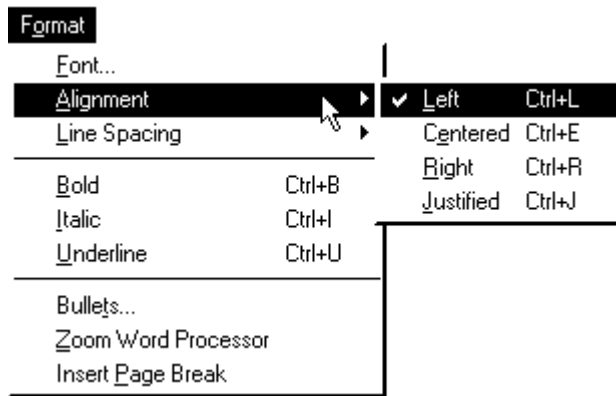 Format
Font...
Alignment
Line Spacing
Bold Ctrl+B
Italic Ctrl+I
Underline Ctrl+U
Bullets...
Zoom Word Processor
Insert Page Break
Left Ctrl+L
Centered Ctrl+E
Right Ctrl+R
Justified Ctrl+J